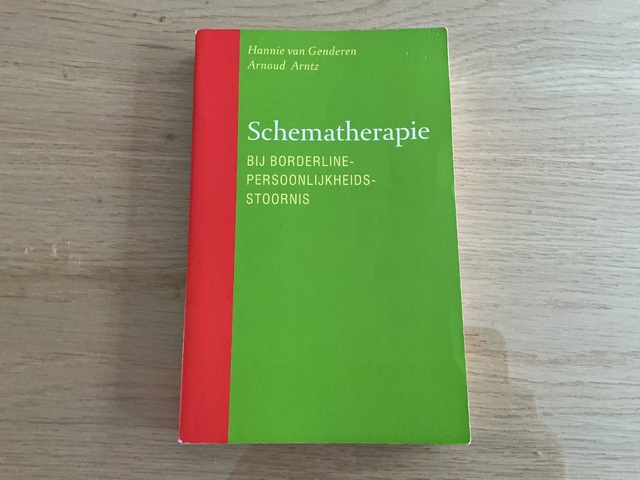 Hannie van Genderen
Arnoud Arntz
Schematherapie
BIJ BORDERLINE-
PERSOONLIJKHEIDS-
STOORNIS